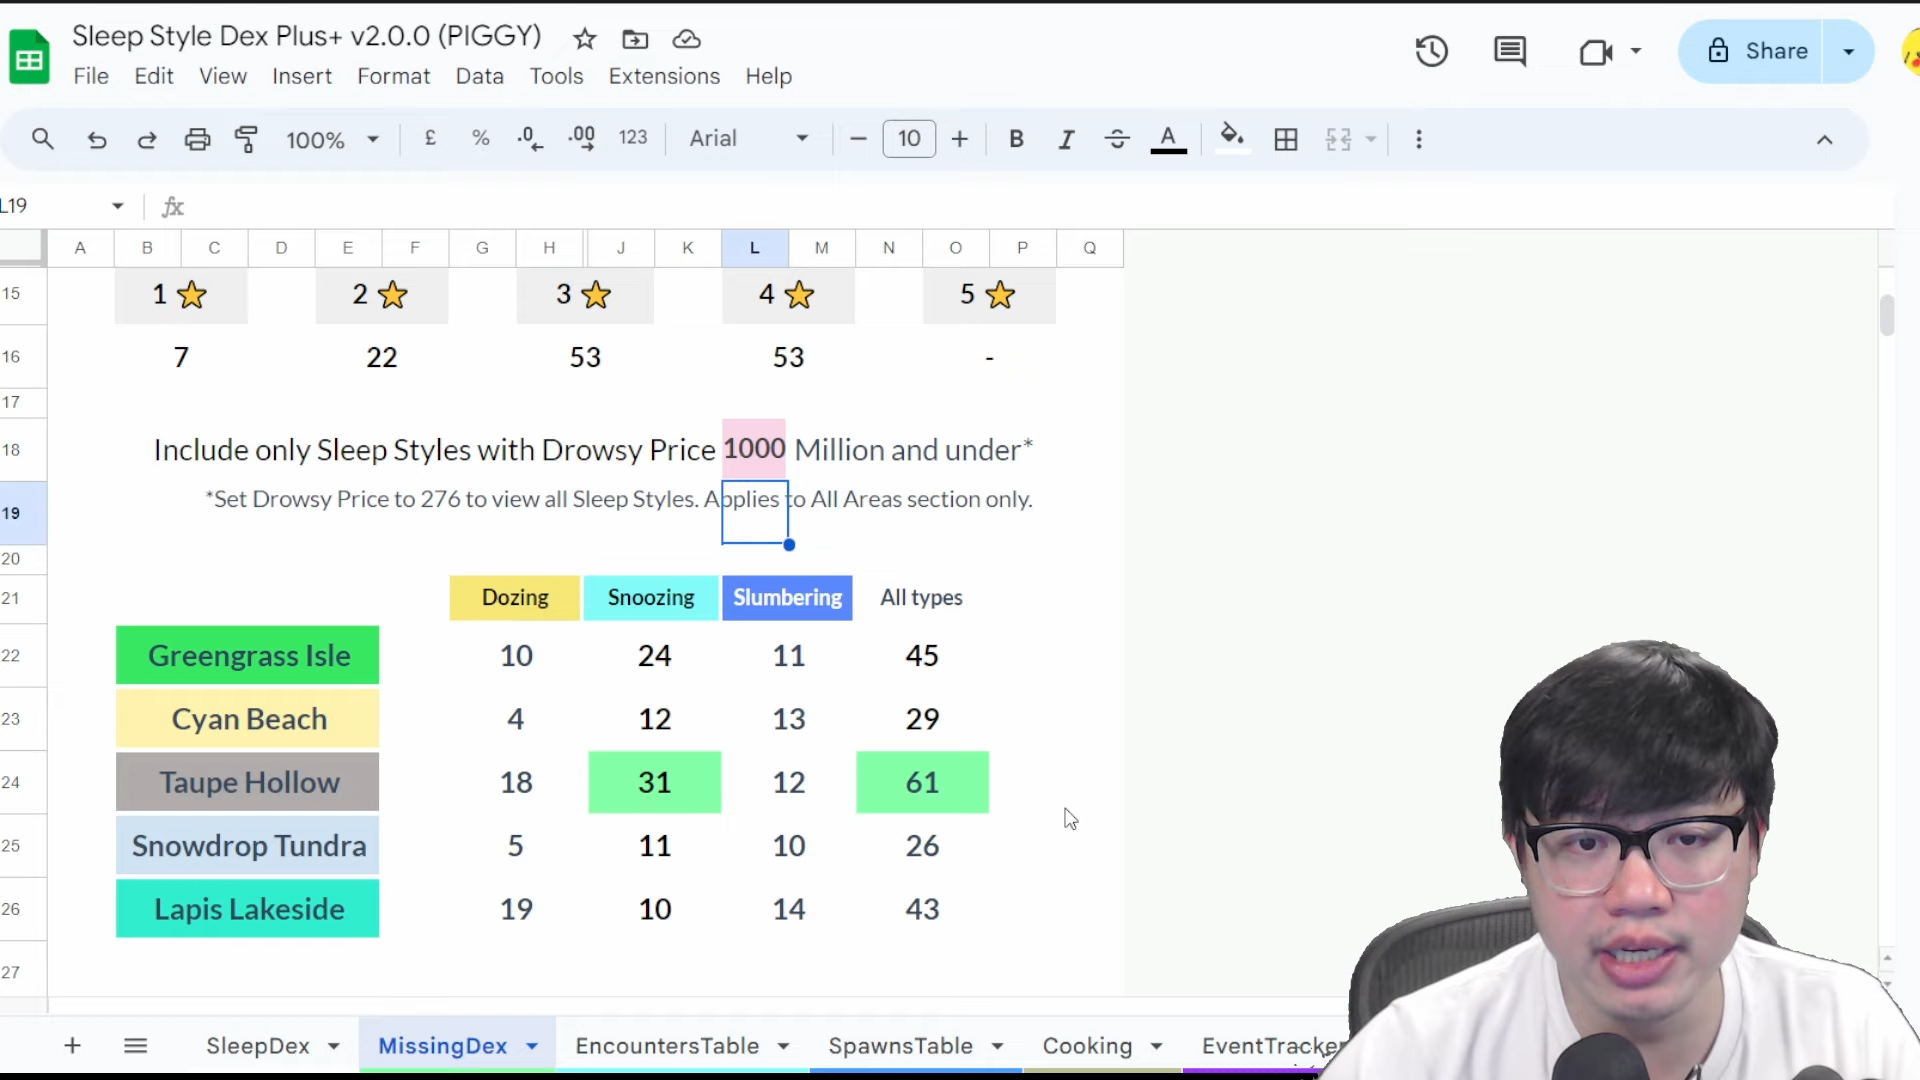 Sleep Style Dex Plus+ v2.0.0 (PIGGY)
File Edit View Insert Format Data Tools Extensions Help
Share
100% £ % .0 .00 123 Arial 10 B I A
L19 fx
A B C D E F G H J K L M N O P Q
15 1 2 3 4 5
16 7 22 53 53 -
17
18 Include only Sleep Styles with Drowsy Price 1000 Million and under*
19 *Set Drowsy Price to 276 to view all Sleep Styles. Applies to All Areas section only.
20
21 Dozing Snoozing Slumbering All types
22 Greengrass Isle 10 24 11 45
23 Cyan Beach 4 12 13 29
24 Taupe Hollow 18 31 12 61
25 Snowdrop Tundra 5 11 10 26
26 Lapis Lakeside 19 10 14 43
27
SleepDex MissingDex EncountersTable SpawnsTable Cooking EventTracker